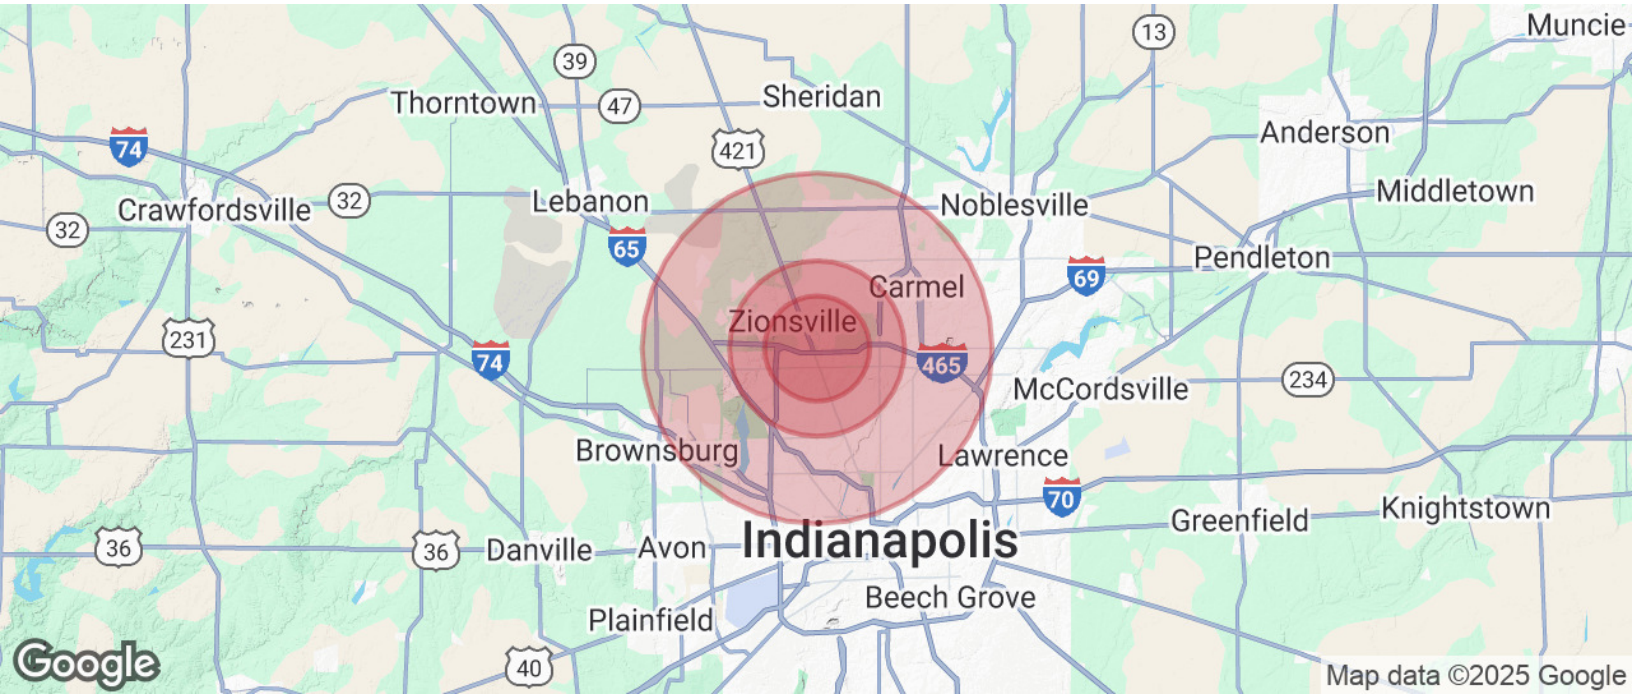 Muncie
13
39
Thorntown
47
Sheridan
421
Anderson
74
Middletown
Crawfordsville
32
Lebanon
Noblesville
32
65
Pendleton
69
Carmel
Zionsville
231
74
465
234
McCordsville
Brownsburg
Lawrence
70
Knightstown
Greenfield
36
36
Danville
Avon
Indianapolis
Beech Grove
Plainfield
40
Google
Map data ©2025 Google